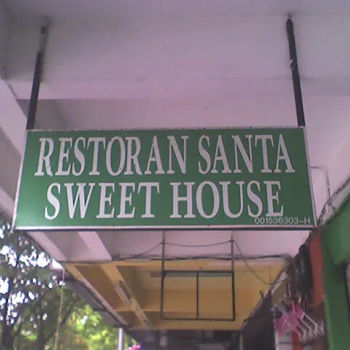 RESTORAN SANTA
SWEET HOUSE
001536303-H